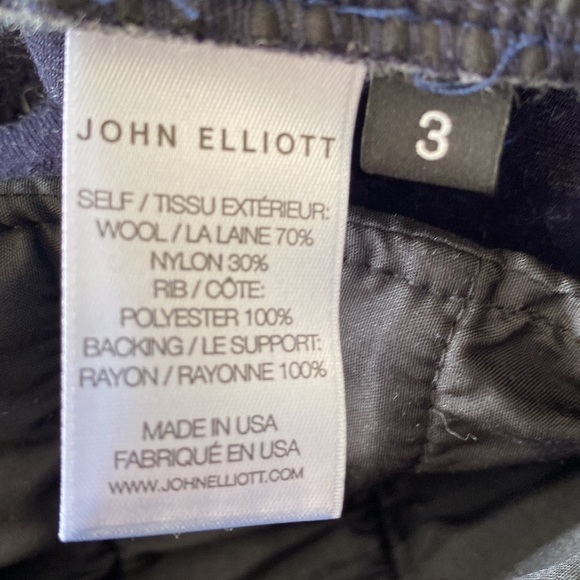 JOHN ELLIOTT
3
SELF / TISSU EXTÉRIEUR:
WOOL / LA LAINE 70%
NYLON 30%
RIB / CÔTE:
POLYESTER 100%
BACKING / LE SUPPORT:
RAYON / RAYONNE 100%
MADE IN USA
FABRIQUÉ EN USA
WWW.JOHNELLIOTT.COM